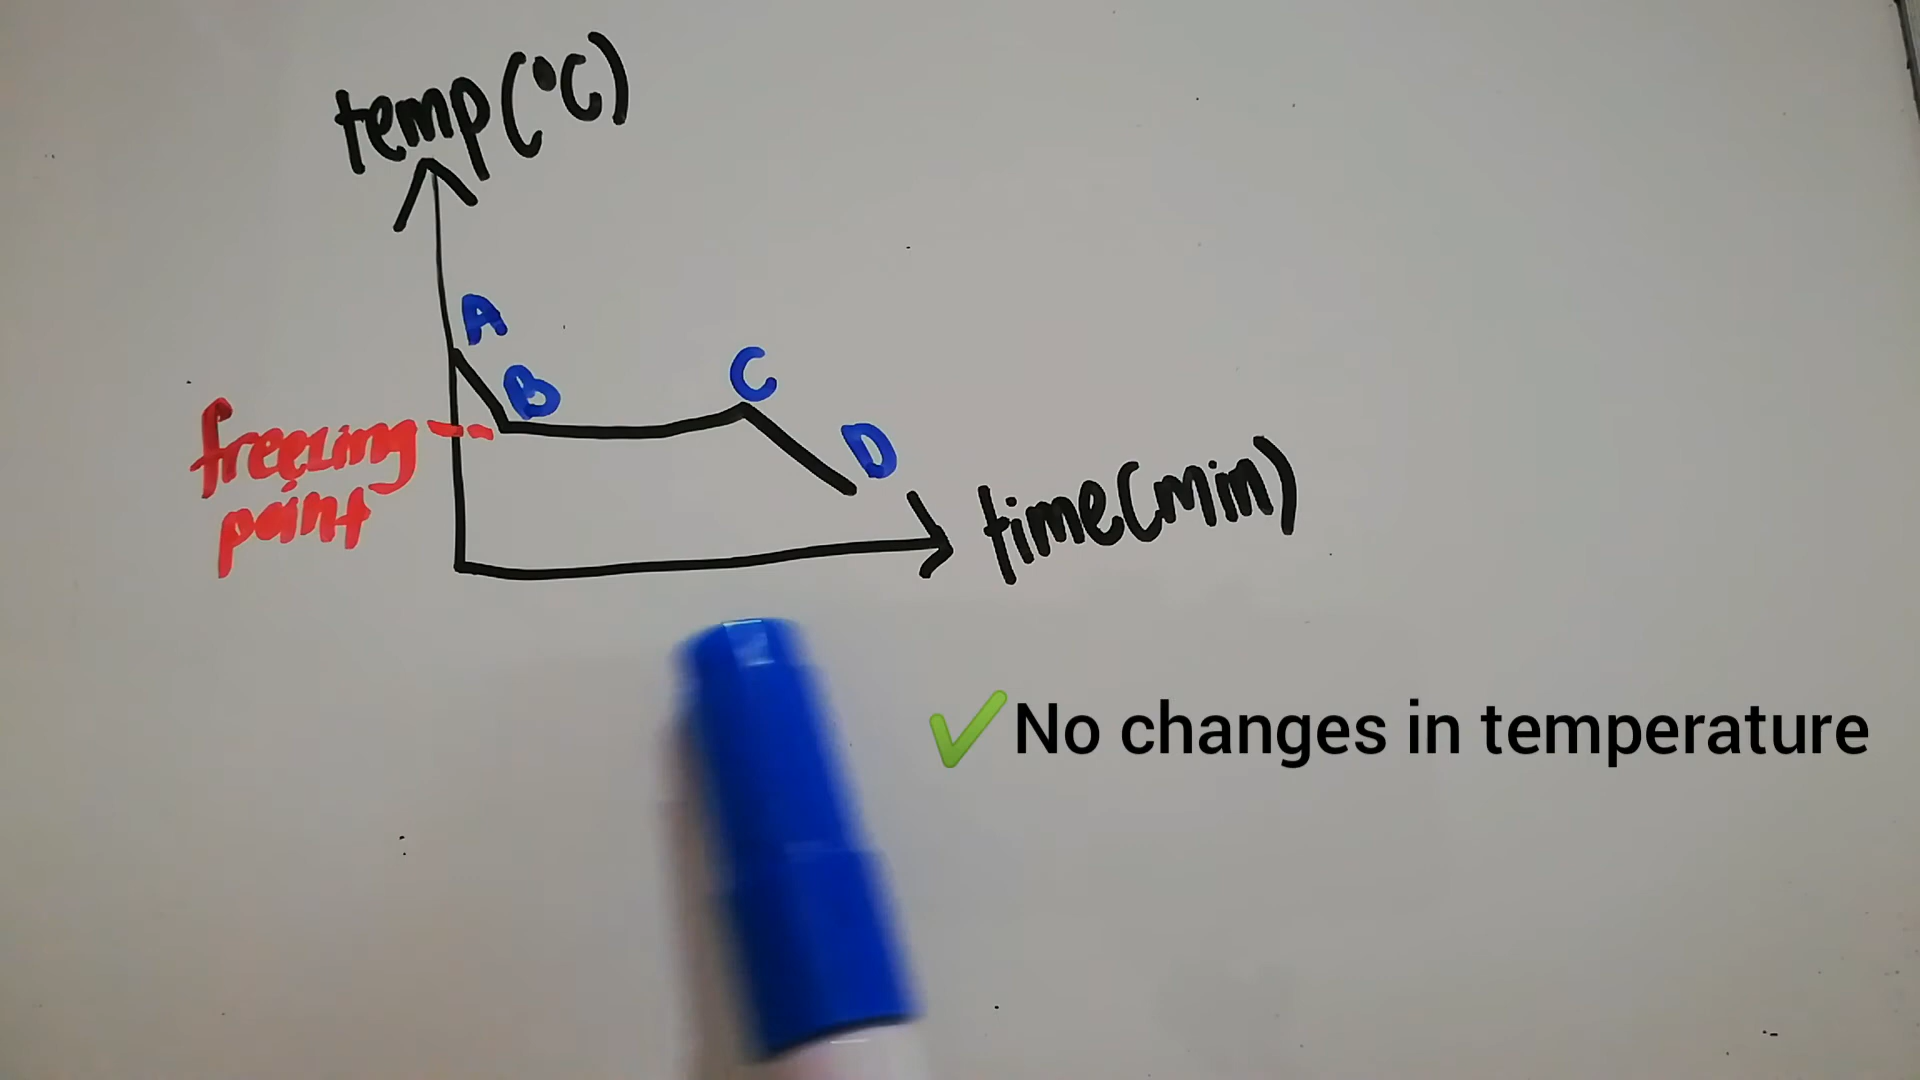 temp(°C)
A
B
C
D
freezing
point
time(min)
✔No changes in temperature